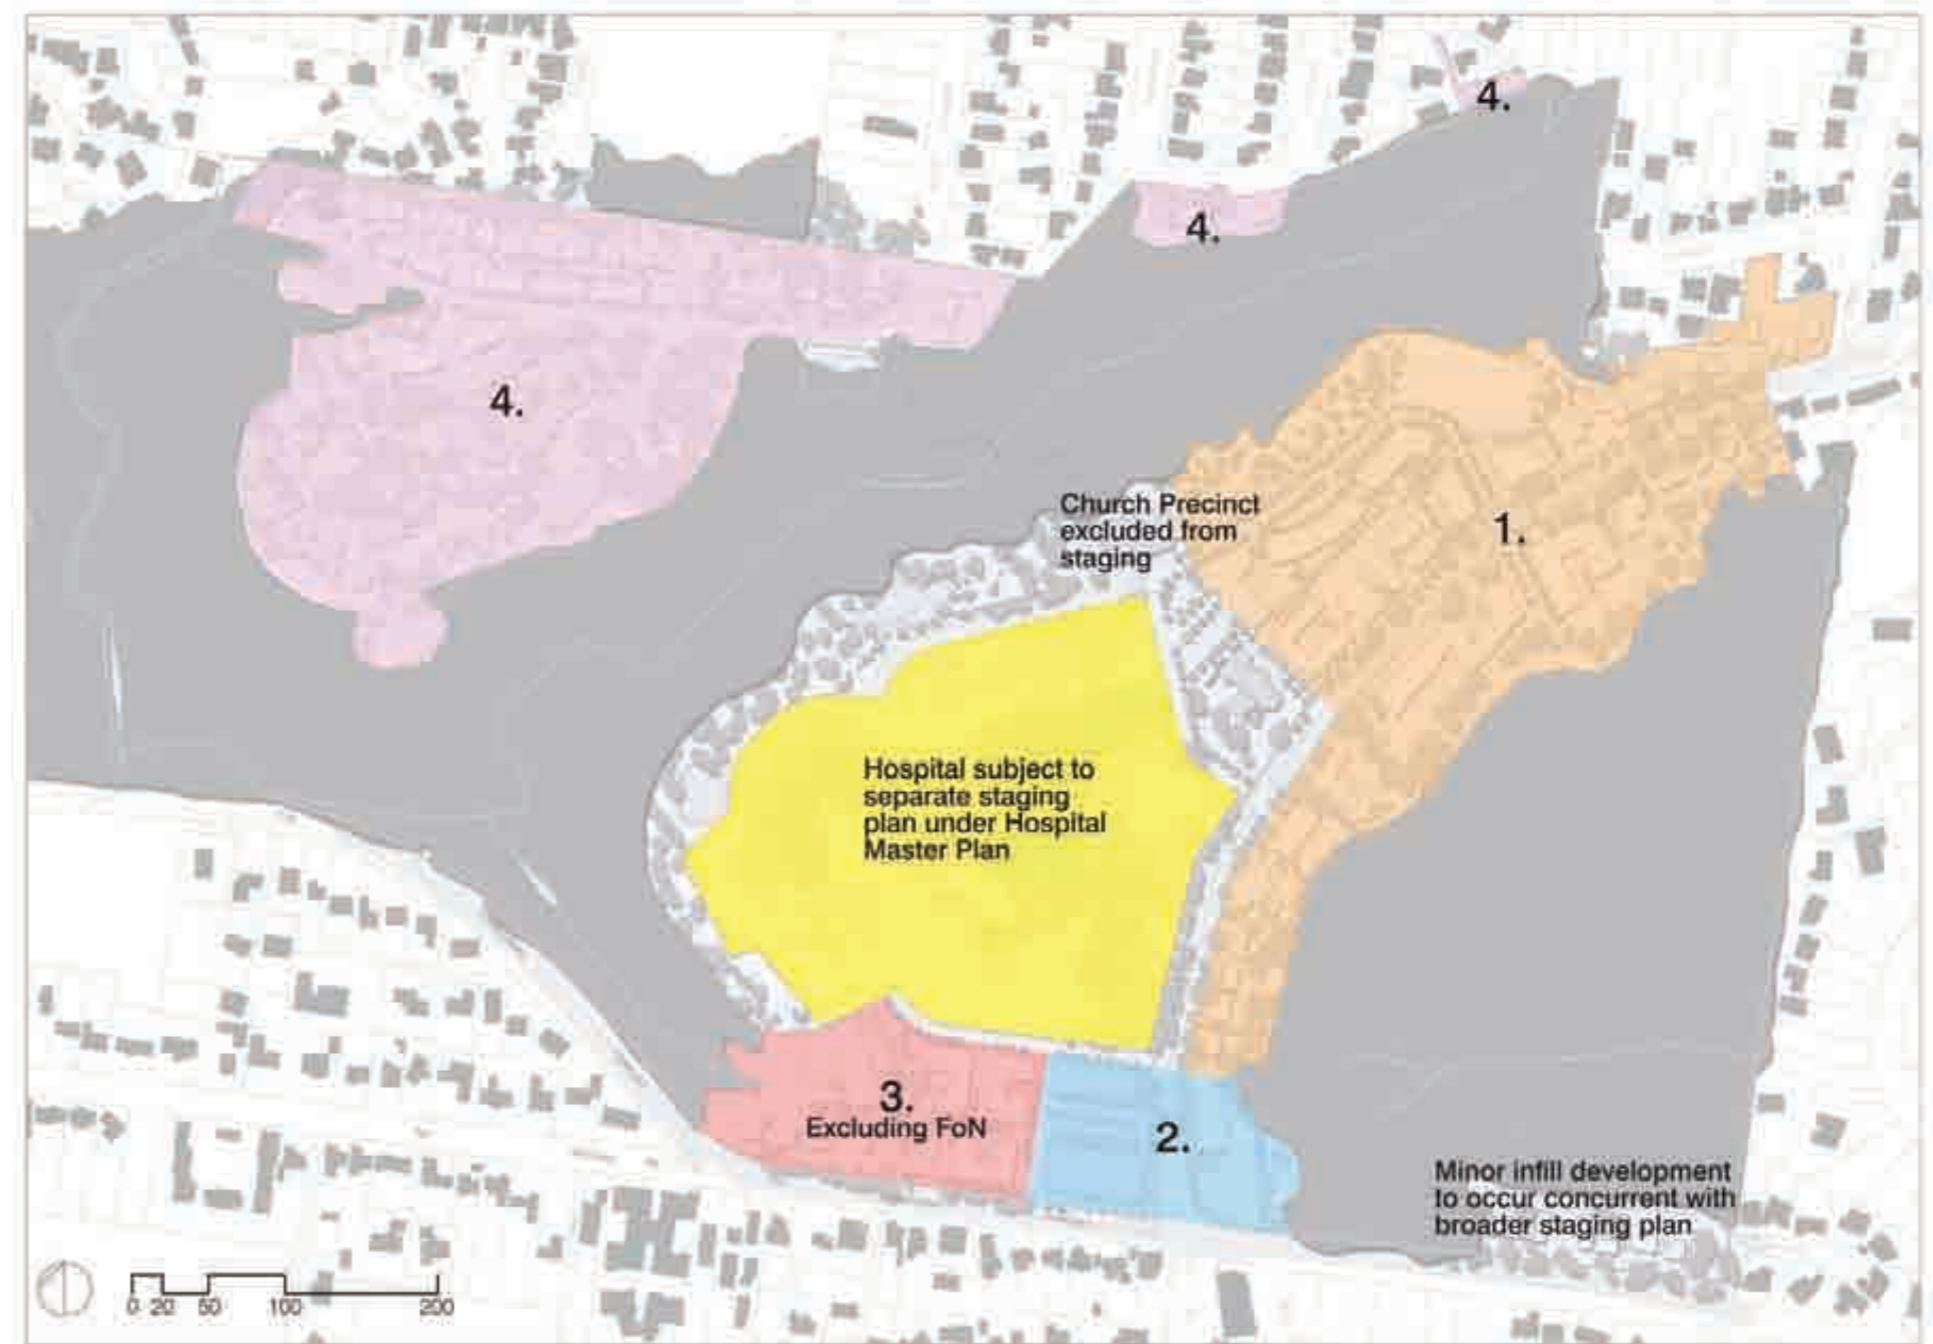 4.
4.
4.
Church Precinct
excluded from
staging
1.
Hospital subject to
separate staging
plan under Hospital
Master Plan
3.
Excluding FoN
2.
Minor infill development
to occur concurrent with
broader staging plan
0 20 50 100 200